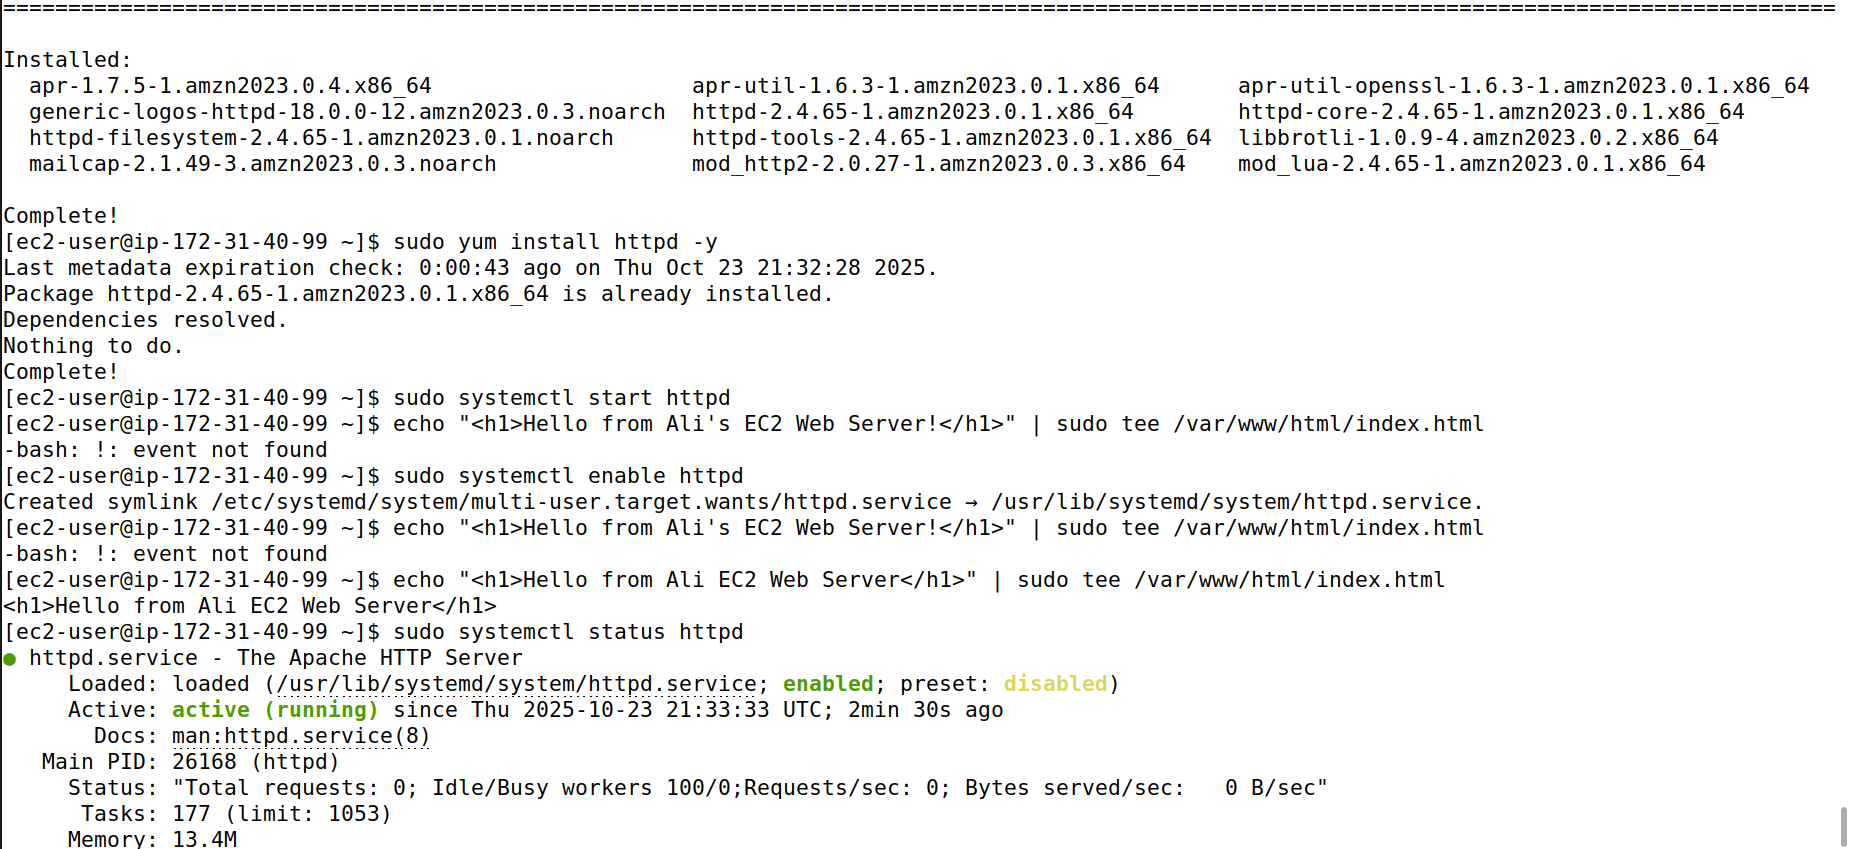 =============================================================================================================================================
Installed:
  apr-1.7.5-1.amzn2023.0.4.x86_64                    apr-util-1.6.3-1.amzn2023.0.1.x86_64      apr-util-openssl-1.6.3-1.amzn2023.0.1.x86_64
  generic-logos-httpd-18.0.0-12.amzn2023.0.3.noarch  httpd-2.4.65-1.amzn2023.0.1.x86_64        httpd-core-2.4.65-1.amzn2023.0.1.x86_64
  httpd-filesystem-2.4.65-1.amzn2023.0.1.noarch      httpd-tools-2.4.65-1.amzn2023.0.1.x86_64  libbrotli-1.0.9-4.amzn2023.0.2.x86_64
  mailcap-2.1.49-3.amzn2023.0.3.noarch               mod_http2-2.0.27-1.amzn2023.0.3.x86_64    mod_lua-2.4.65-1.amzn2023.0.1.x86_64
Complete!
[ec2-user@ip-172-31-40-99 ~]$ sudo yum install httpd -y
Last metadata expiration check: 0:00:43 ago on Thu Oct 23 21:32:28 2025.
Package httpd-2.4.65-1.amzn2023.0.1.x86_64 is already installed.
Dependencies resolved.
Nothing to do.
Complete!
[ec2-user@ip-172-31-40-99 ~]$ sudo systemctl start httpd
[ec2-user@ip-172-31-40-99 ~]$ echo "<h1>Hello from Ali's EC2 Web Server!</h1>" | sudo tee /var/www/html/index.html
-bash: !: event not found
[ec2-user@ip-172-31-40-99 ~]$ sudo systemctl enable httpd
Created symlink /etc/systemd/system/multi-user.target.wants/httpd.service → /usr/lib/systemd/system/httpd.service.
[ec2-user@ip-172-31-40-99 ~]$ echo "<h1>Hello from Ali's EC2 Web Server!</h1>" | sudo tee /var/www/html/index.html
-bash: !: event not found
[ec2-user@ip-172-31-40-99 ~]$ echo "<h1>Hello from Ali EC2 Web Server</h1>" | sudo tee /var/www/html/index.html
<h1>Hello from Ali EC2 Web Server</h1>
[ec2-user@ip-172-31-40-99 ~]$ sudo systemctl status httpd
● httpd.service - The Apache HTTP Server
     Loaded: loaded (/usr/lib/systemd/system/httpd.service; enabled; preset: disabled)
     Active: active (running) since Thu 2025-10-23 21:33:33 UTC; 2min 30s ago
       Docs: man:httpd.service(8)
   Main PID: 26168 (httpd)
     Status: "Total requests: 0; Idle/Busy workers 100/0;Requests/sec: 0; Bytes served/sec:   0 B/sec"
      Tasks: 177 (limit: 1053)
     Memory: 13.4M